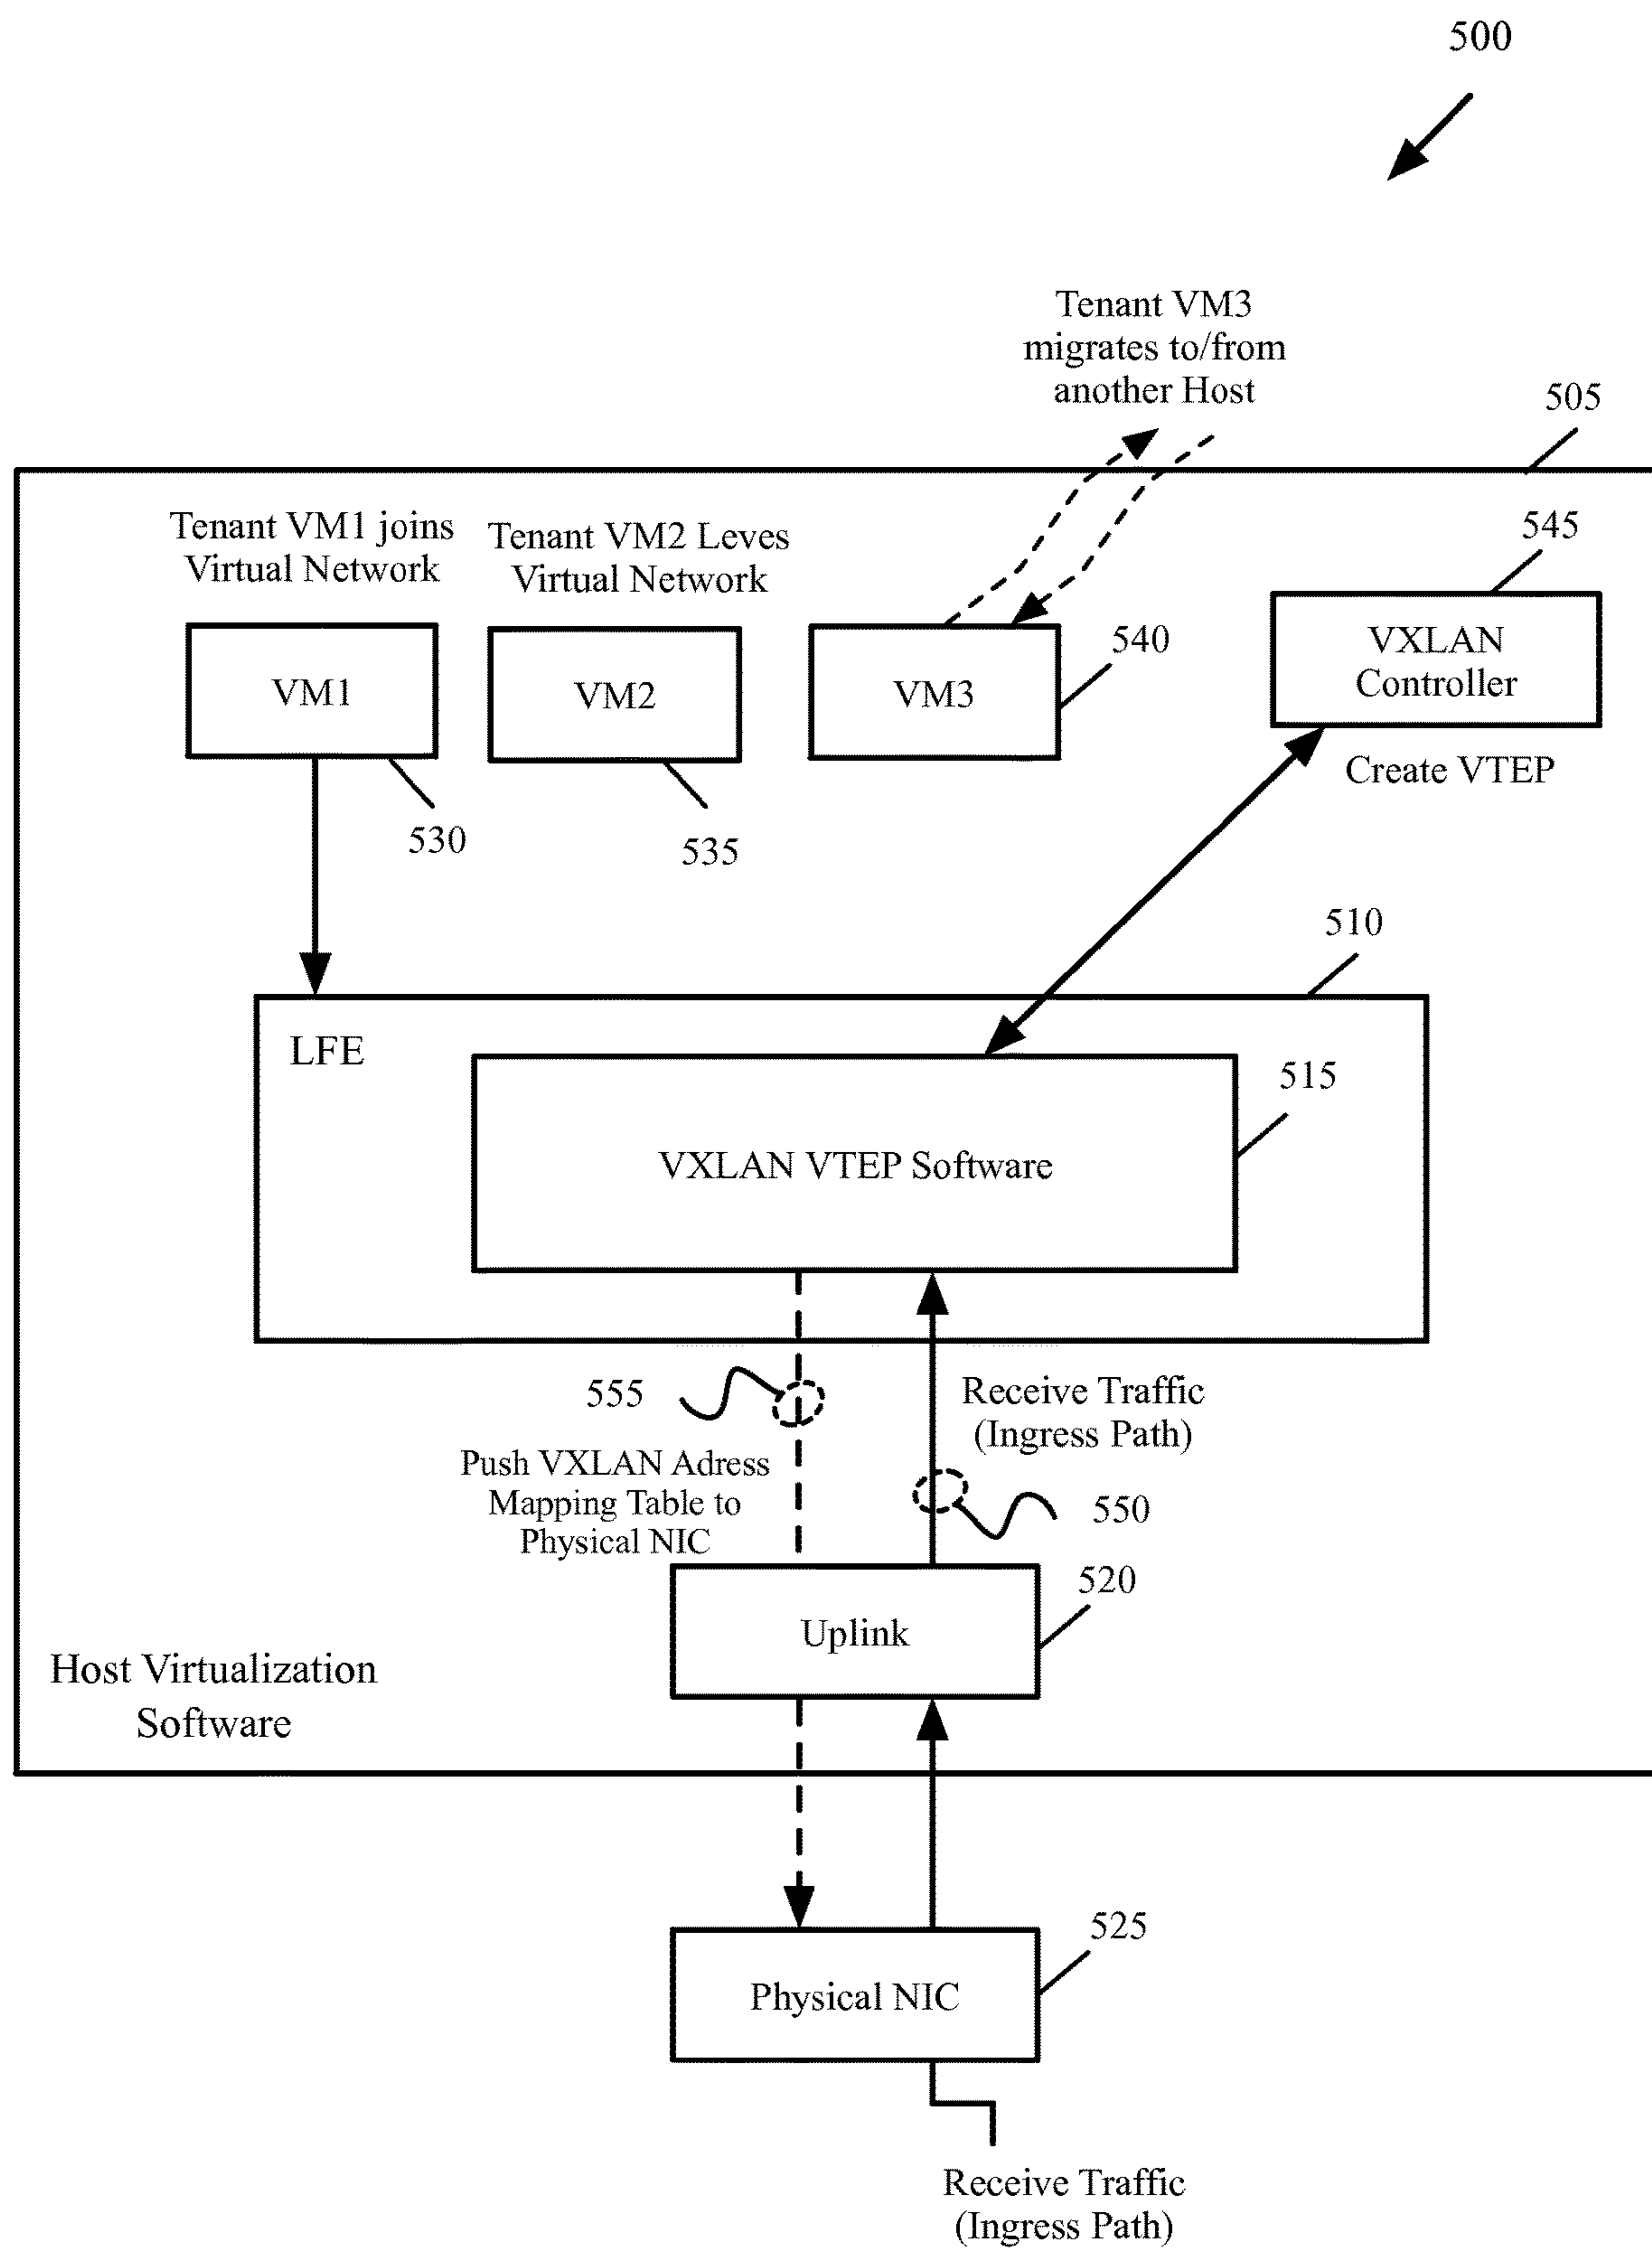 500
Tenant VM3
migrates to/from
another Host
505
Tenant VM1 joins
Virtual Network
Tenant VM2 Leves
Virtual Network
545
VM1
VM2
VM3
540
VXLAN
Controller
Create VTEP
530
535
510
LFE
515
VXLAN VTEP Software
555
Receive Traffic
(Ingress Path)
Push VXLAN Adress
Mapping Table to
Physical NIC
550
520
Uplink
Host Virtualization
Software
525
Physical NIC
Receive Traffic
(Ingress Path)